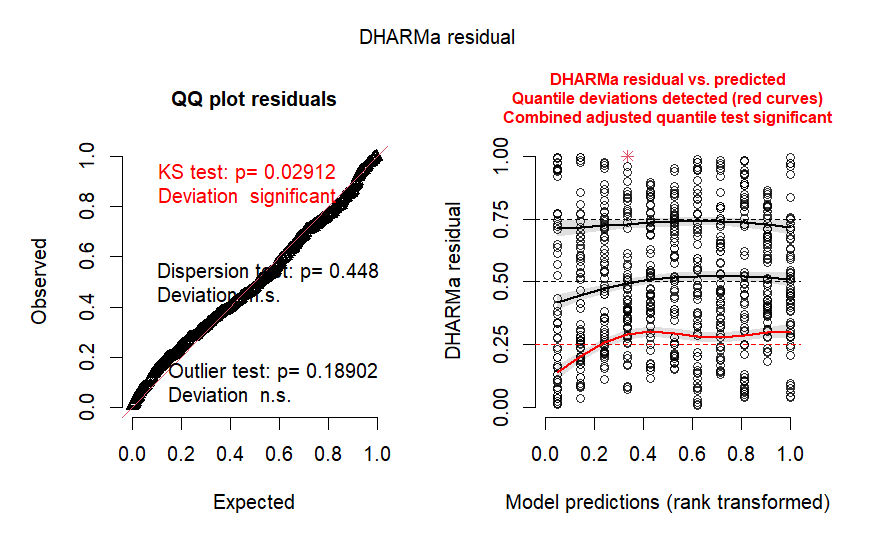 DHARMa residual
QQ plot residuals
KS test: p= 0.02912
Deviation significant
Dispersion test: p= 0.448
Deviation n.s.
Outlier test: p= 0.18902
Deviation n.s.
Observed
0.0 0.2 0.4 0.6 0.8 1.0
0.0 0.2 0.4 0.6 0.8 1.0
Expected
DHARMa residual vs. predicted
Quantile deviations detected (red curves)
Combined adjusted quantile test significant
DHARMa residual
0.00 0.25 0.50 0.75 1.00
0.0 0.2 0.4 0.6 0.8 1.0
Model predictions (rank transformed)